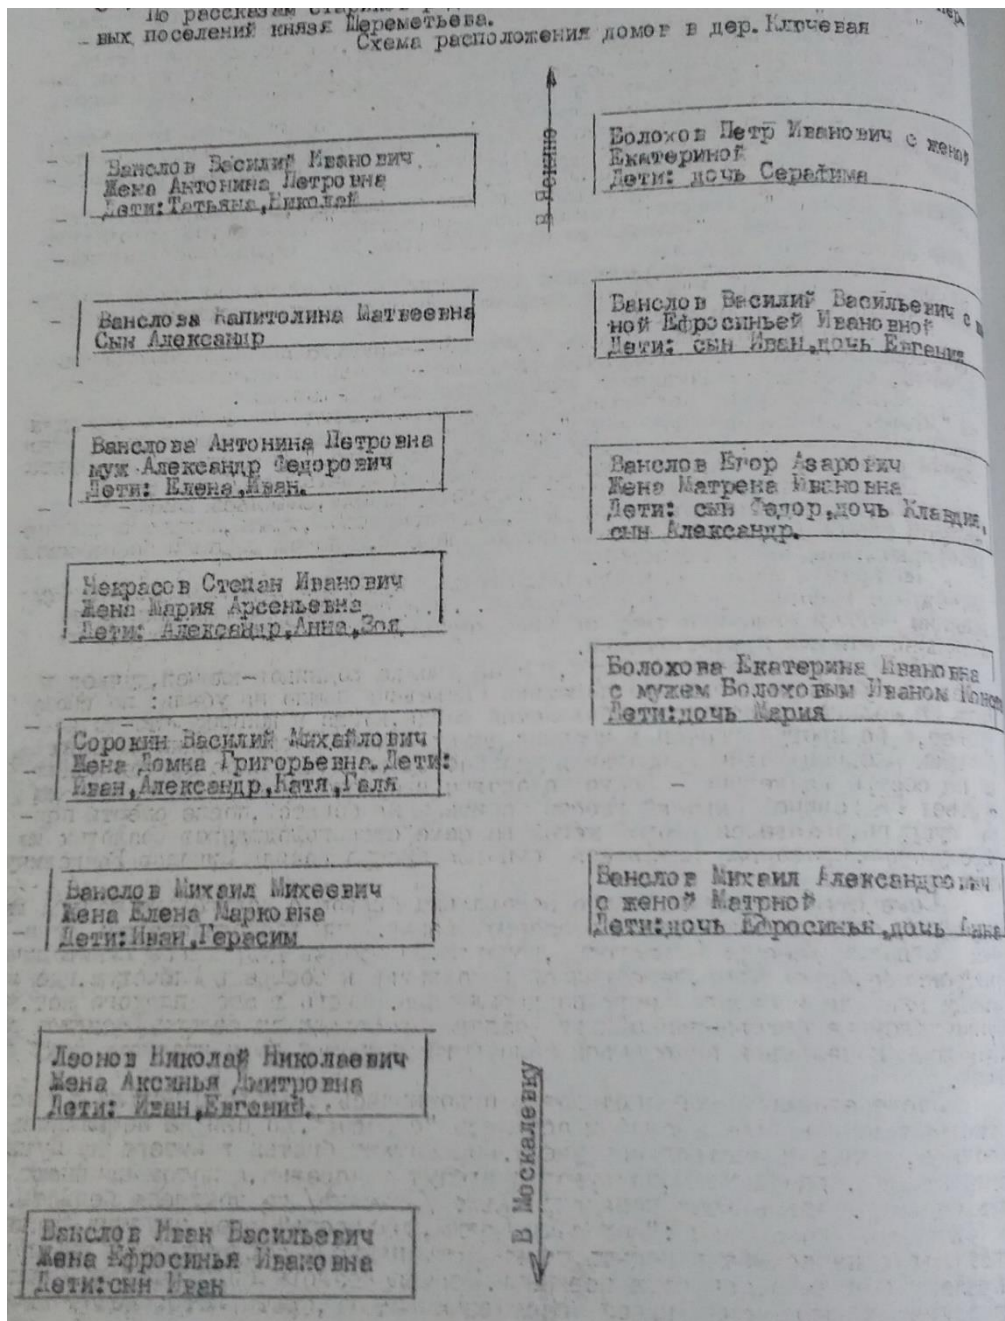 По рассказам
вых поселений князя Шереметьева.
Схема расположения домов в дер. Ключевая
Ванслов Василий Иванович
Жена Антонина Петровна
Дети: Татьяна, Николай
Ванслова Капитолина Матвеевна
Сын Александр
Ванслова Антонина Петровна
муж Александр Федорович
Дети: Елена, Иван.
Некрасов Степан Иванович
Жена Мария Арсеньевна
Дети: Александр, Анна, Зоя
Сорокин Василий Михайлович
Жена Домна Григорьевна. Дети:
Иван, Александр, Катя, Галя
Ванслов Михаил Михеевич
Жена Елена Марковна
Дети: Иван, Герасим
Леонов Николай Николаевич
Жена Аксинья Дмитровна
Дети: Иван, Евгений.
Ванслов Иван Васильевич
Жена Ефросинья Ивановна
Дети: сын Иван
В Якино
В Москалевку
Болохов Петр Иванович с женой
Екатериной
Дети: дочь Серафима
Ванслов Василий Васильевич с
ной Ефросиньей Ивановной
Дети: сын Иван, дочь Евгения
Ванслов Егор Азарович
Жена Матрена Ивановна
Дети: сын Федор, дочь Клавдия,
сын Александр.
Болохова Екатерина Ивановна
с мужем Болоховым Иваном
Дети: дочь Мария
Ванслов Михаил Александрович
с женой Матрной
Дети: дочь Ефросинья, дочь Анна